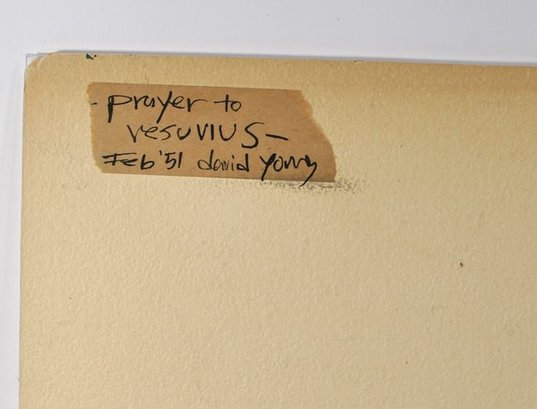 - prayer to
vesuvius -
Feb '51 david young